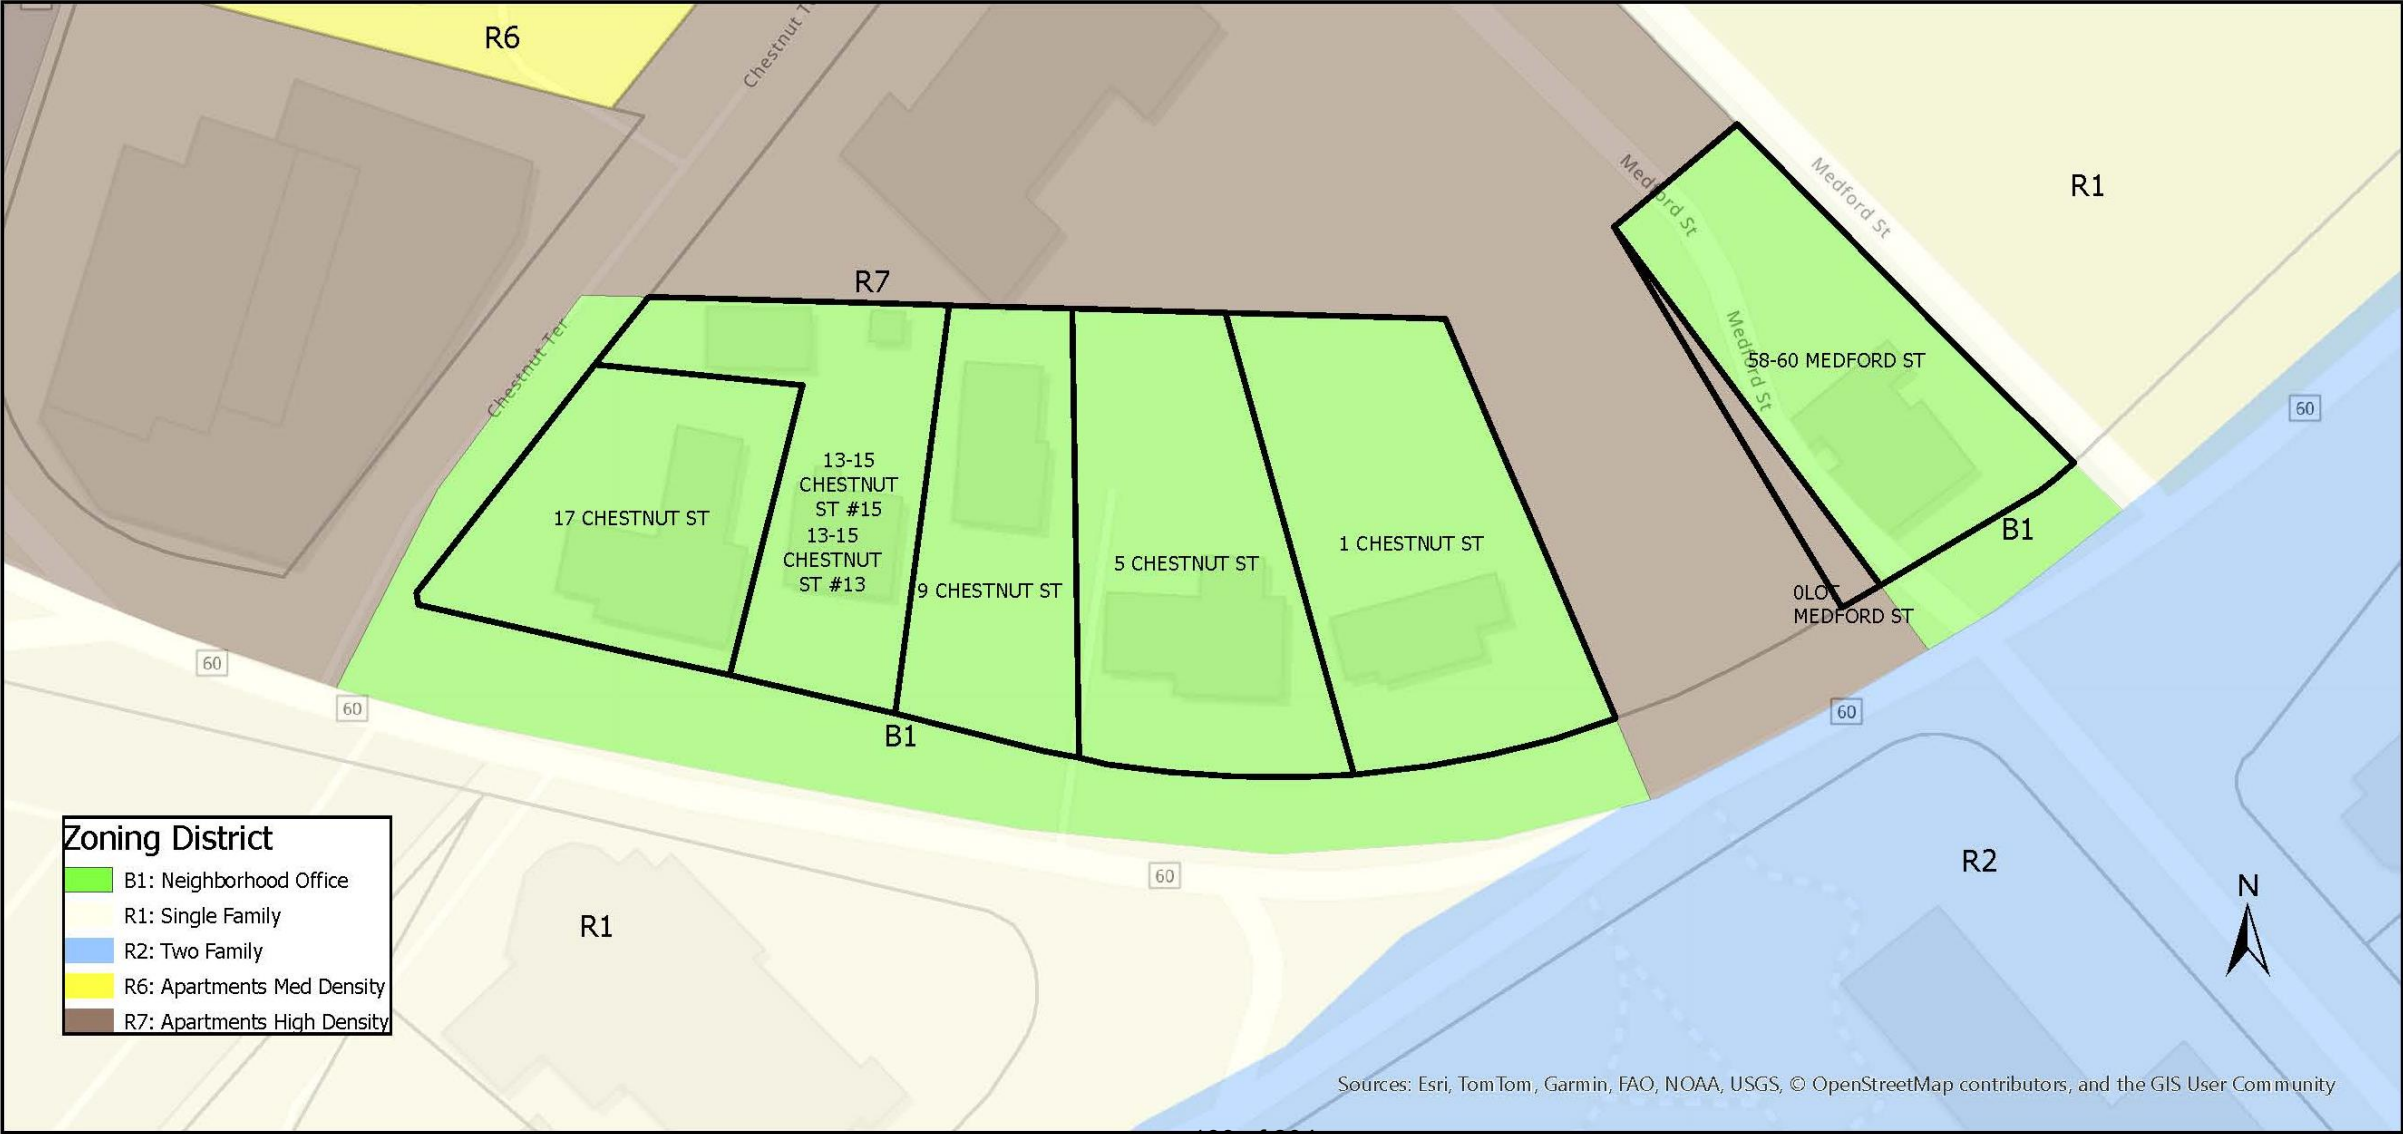 R6
Chestnut
R1
Medford St
Medford St
R7
Chestnut Ter
Medford St
58-60 MEDFORD ST
60
13-15
CHESTNUT
ST #15
17 CHESTNUT ST
13-15
CHESTNUT
ST #13
9 CHESTNUT ST
5 CHESTNUT ST
1 CHESTNUT ST
B1
0LOT
MEDFORD ST
60
60
B1
60
60
R2
R1
N
Zoning District
B1: Neighborhood Office
R1: Single Family
R2: Two Family
R6: Apartments Med Density
R7: Apartments High Density
Sources: Esri, TomTom, Garmin, FAO, NOAA, USGS, © OpenStreetMap contributors, and the GIS User Community